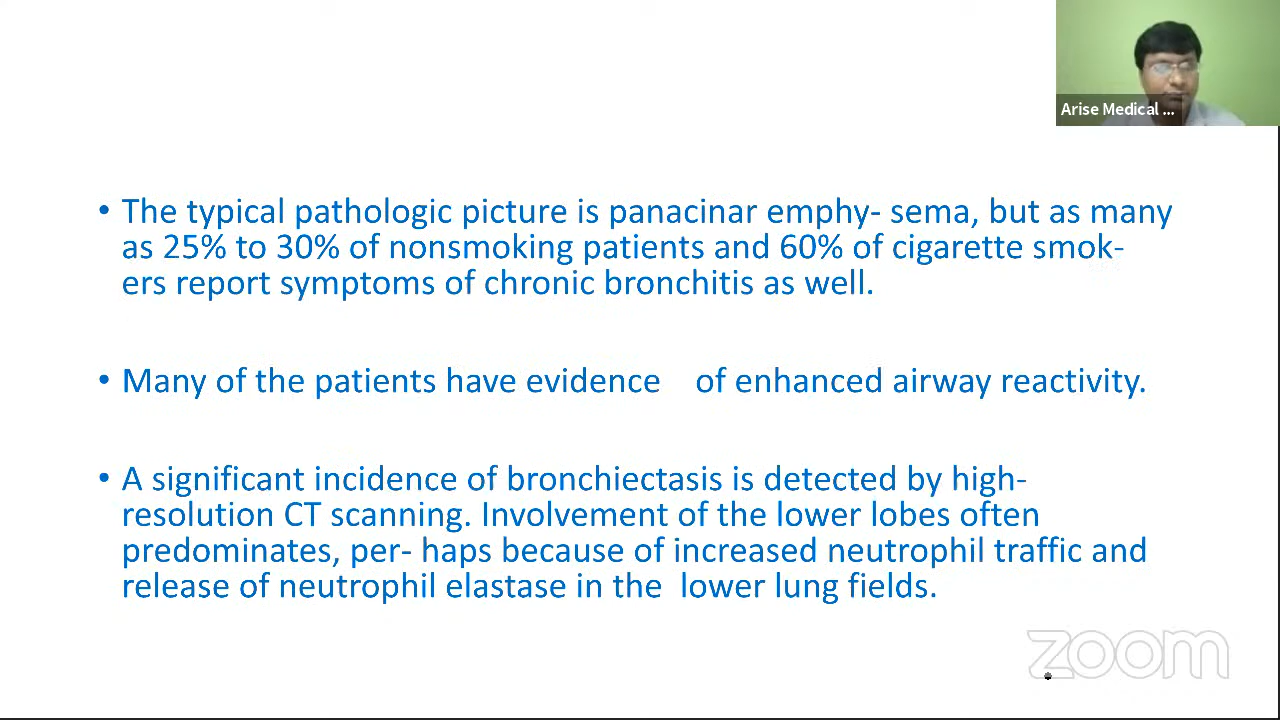 Arise Medical ...
• The typical pathologic picture is panacinar emphy- sema, but as many
as 25% to 30% of nonsmoking patients and 60% of cigarette smok-
ers report symptoms of chronic bronchitis as well.
• Many of the patients have evidence of enhanced airway reactivity.
• A significant incidence of bronchiectasis is detected by high-
resolution CT scanning. Involvement of the lower lobes often
predominates, per- haps because of increased neutrophil traffic and
release of neutrophil elastase in the lower lung fields.
zoom